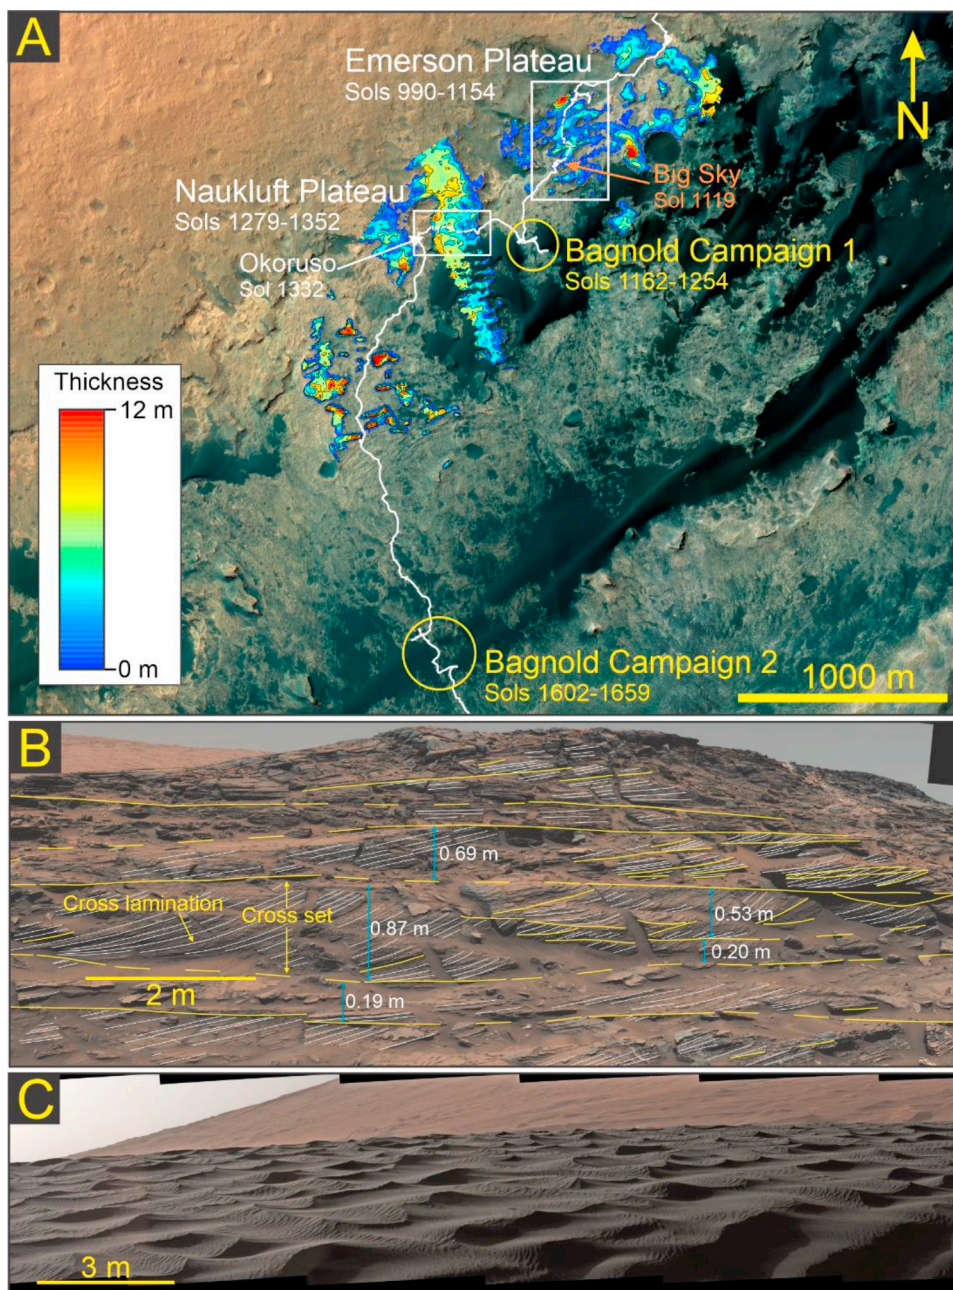 A
Emerson Plateau
Sols 990-1154
N
Big Sky
Sol 1119
Naukluft Plateau
Sols 1279-1352
Okoruso
Sol 1332
Bagnold Campaign 1
Sols 1162-1254
Thickness
12 m
0 m
Bagnold Campaign 2
Sols 1602-1659
1000 m
B
0.69 m
Cross lamination
Cross set
0.87 m
0.53 m
0.20 m
2 m
0.19 m
C
3 m